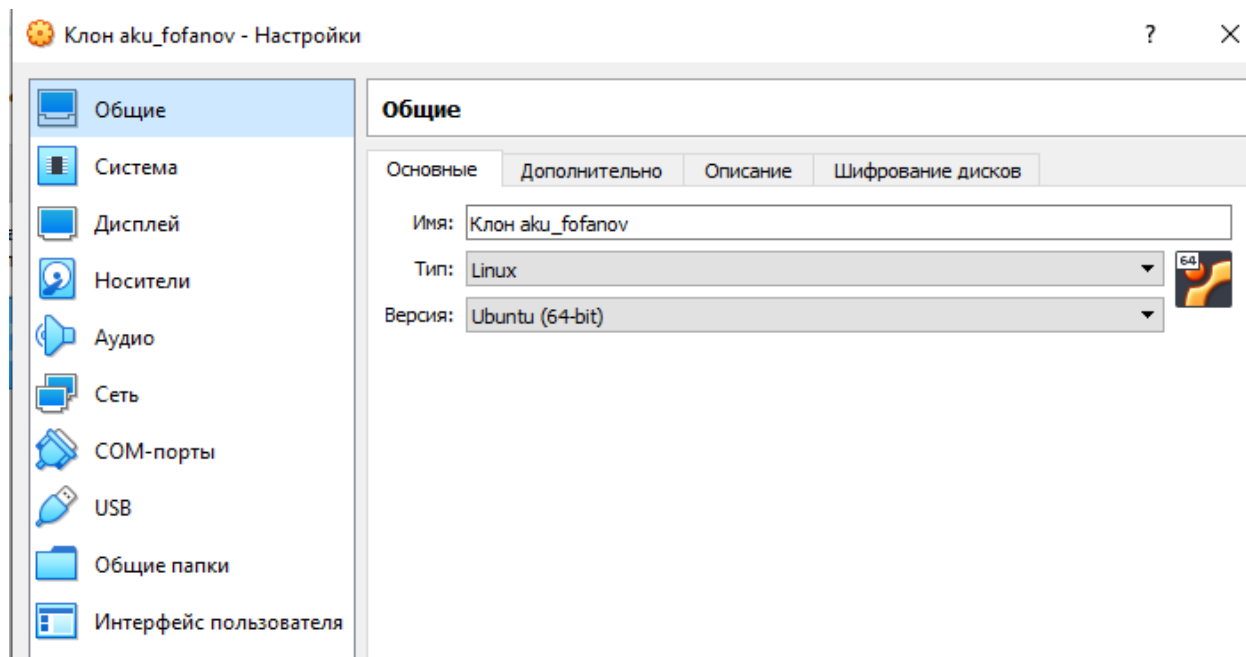 Клон aku_fofanov - Настройки
?
Общие
Система
Дисплей
Носители
Аудио
Сеть
COM-порты
USB
Общие папки
Интерфейс пользователя
Общие
Основные Дополнительно Описание Шифрование дисков
Имя: Клон aku_fofanov
Тип: Linux
64
Версия: Ubuntu (64-bit)